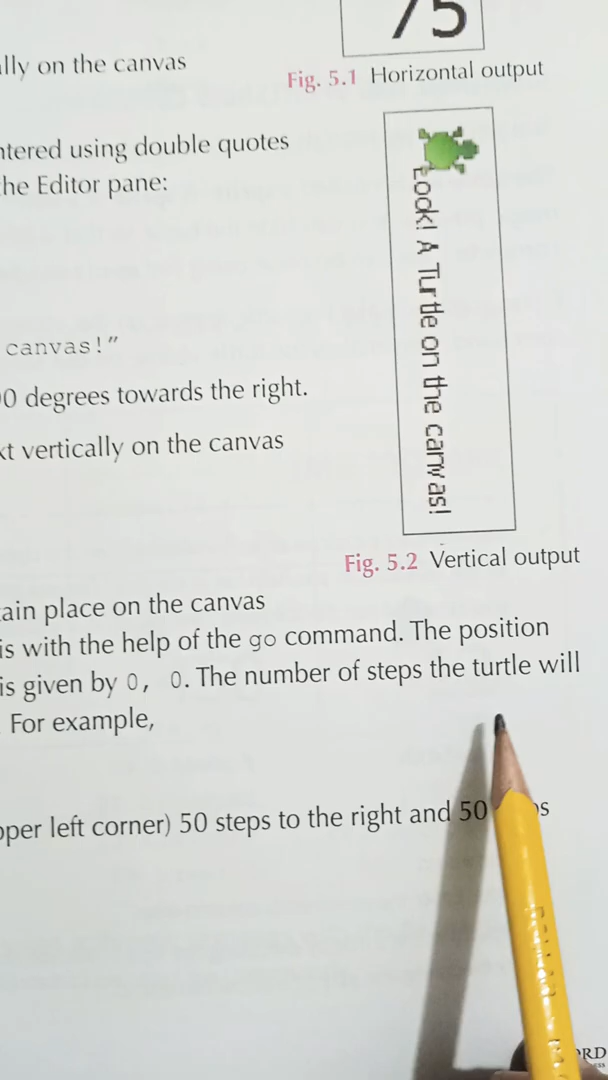 75
ally on the canvas
Fig. 5.1 Horizontal output
ntered using double quotes
he Editor pane:
Look! A Turtle on the canvas!
canvas!"
0 degrees towards the right.
xt vertically on the canvas
Fig. 5.2 Vertical output
ain place on the canvas
is with the help of the go command. The position
is given by 0, 0. The number of steps the turtle will
For example,
pper left corner) 50 steps to the right and 50